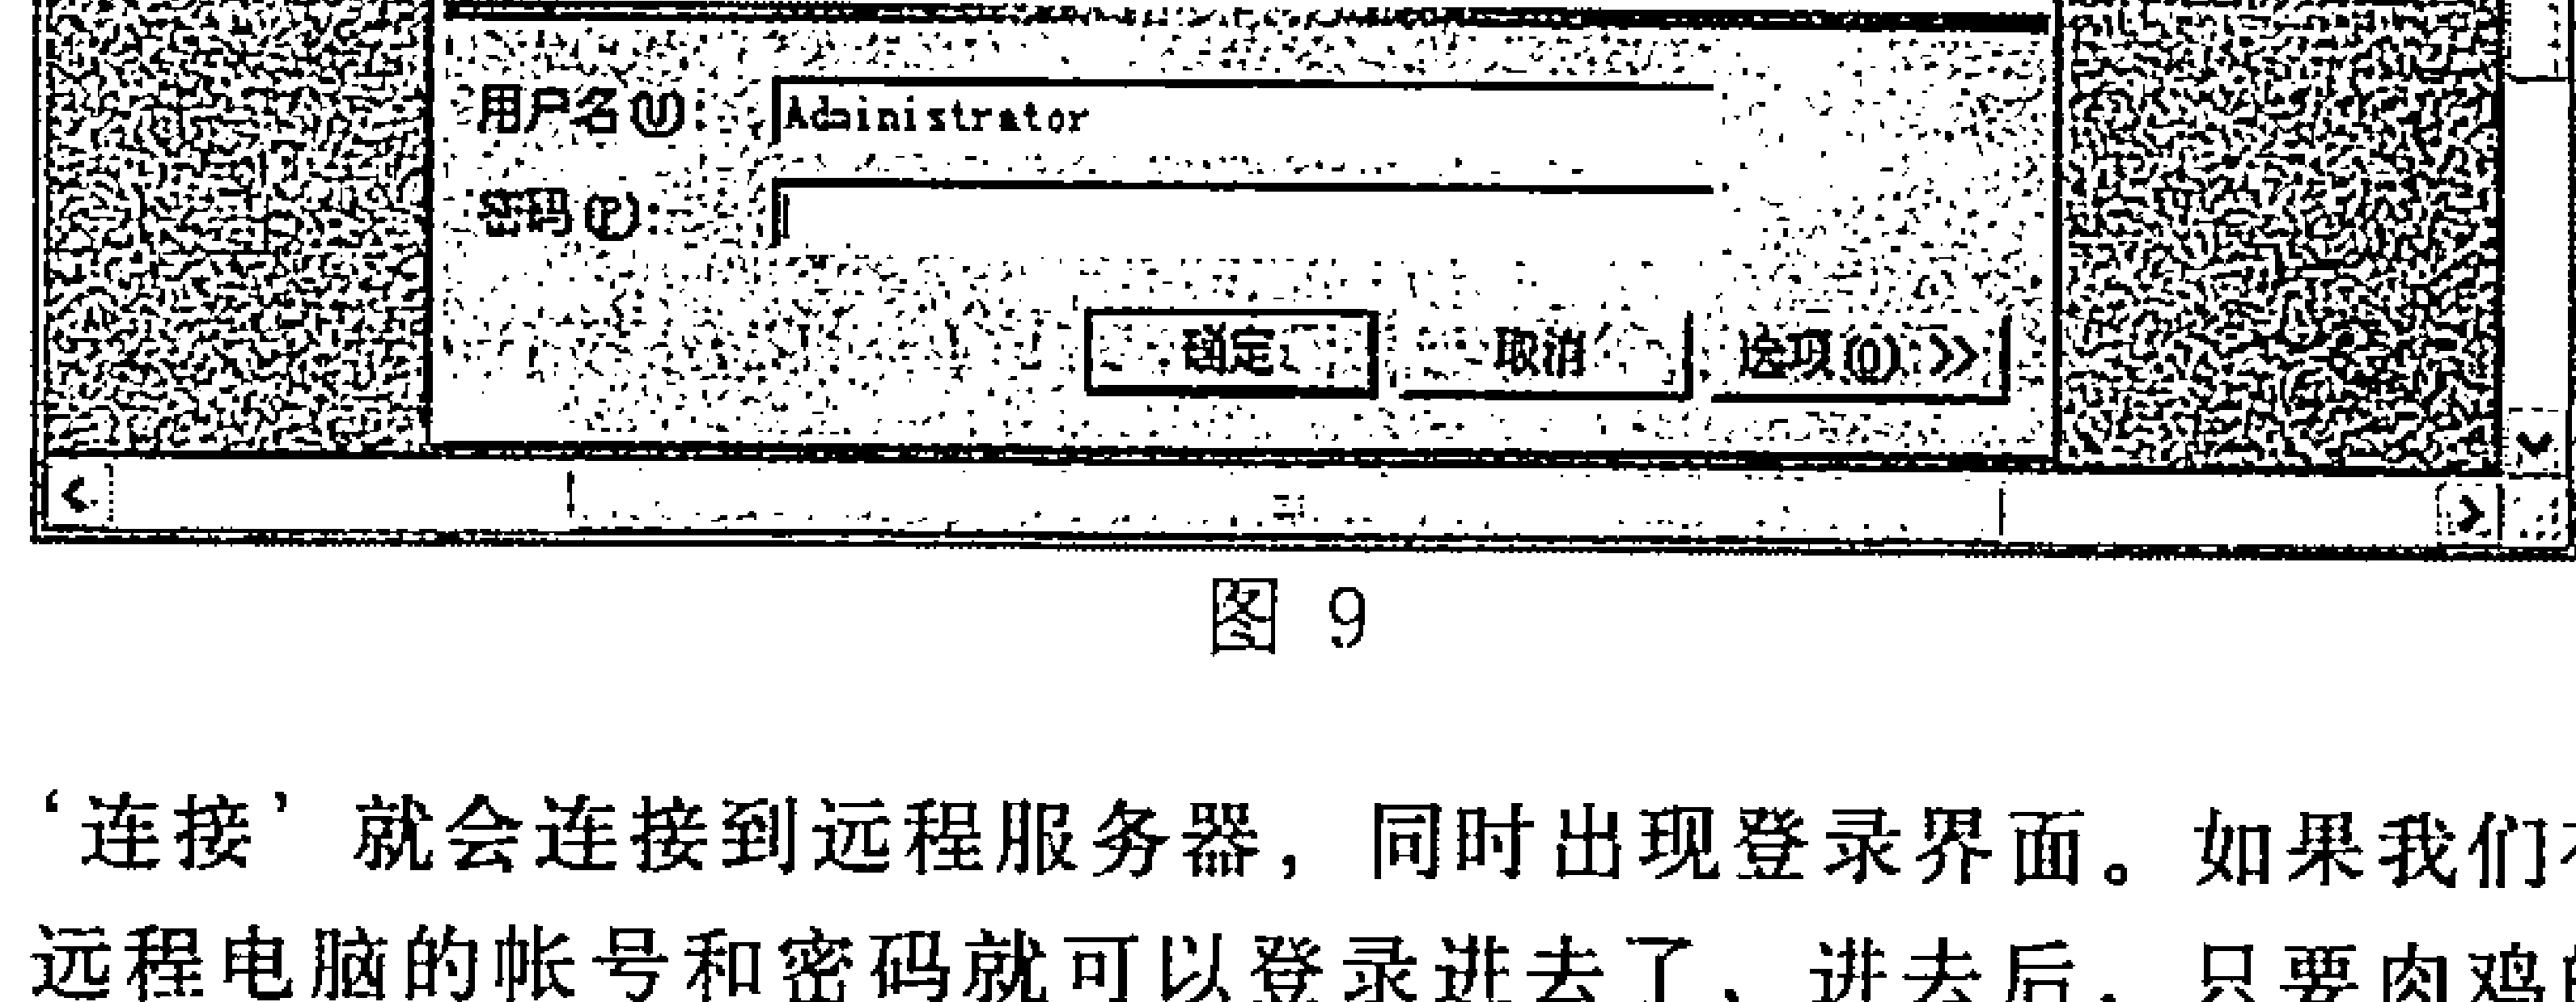 用户名(U): Administrator
密码(P):
确定 取消 选项(O) >>
图 9
‘连接’就会连接到远程服务器，同时出现登录界面。如果我们
远程电脑的帐号和密码就可以登录进去了，进去后，只要肉鸡